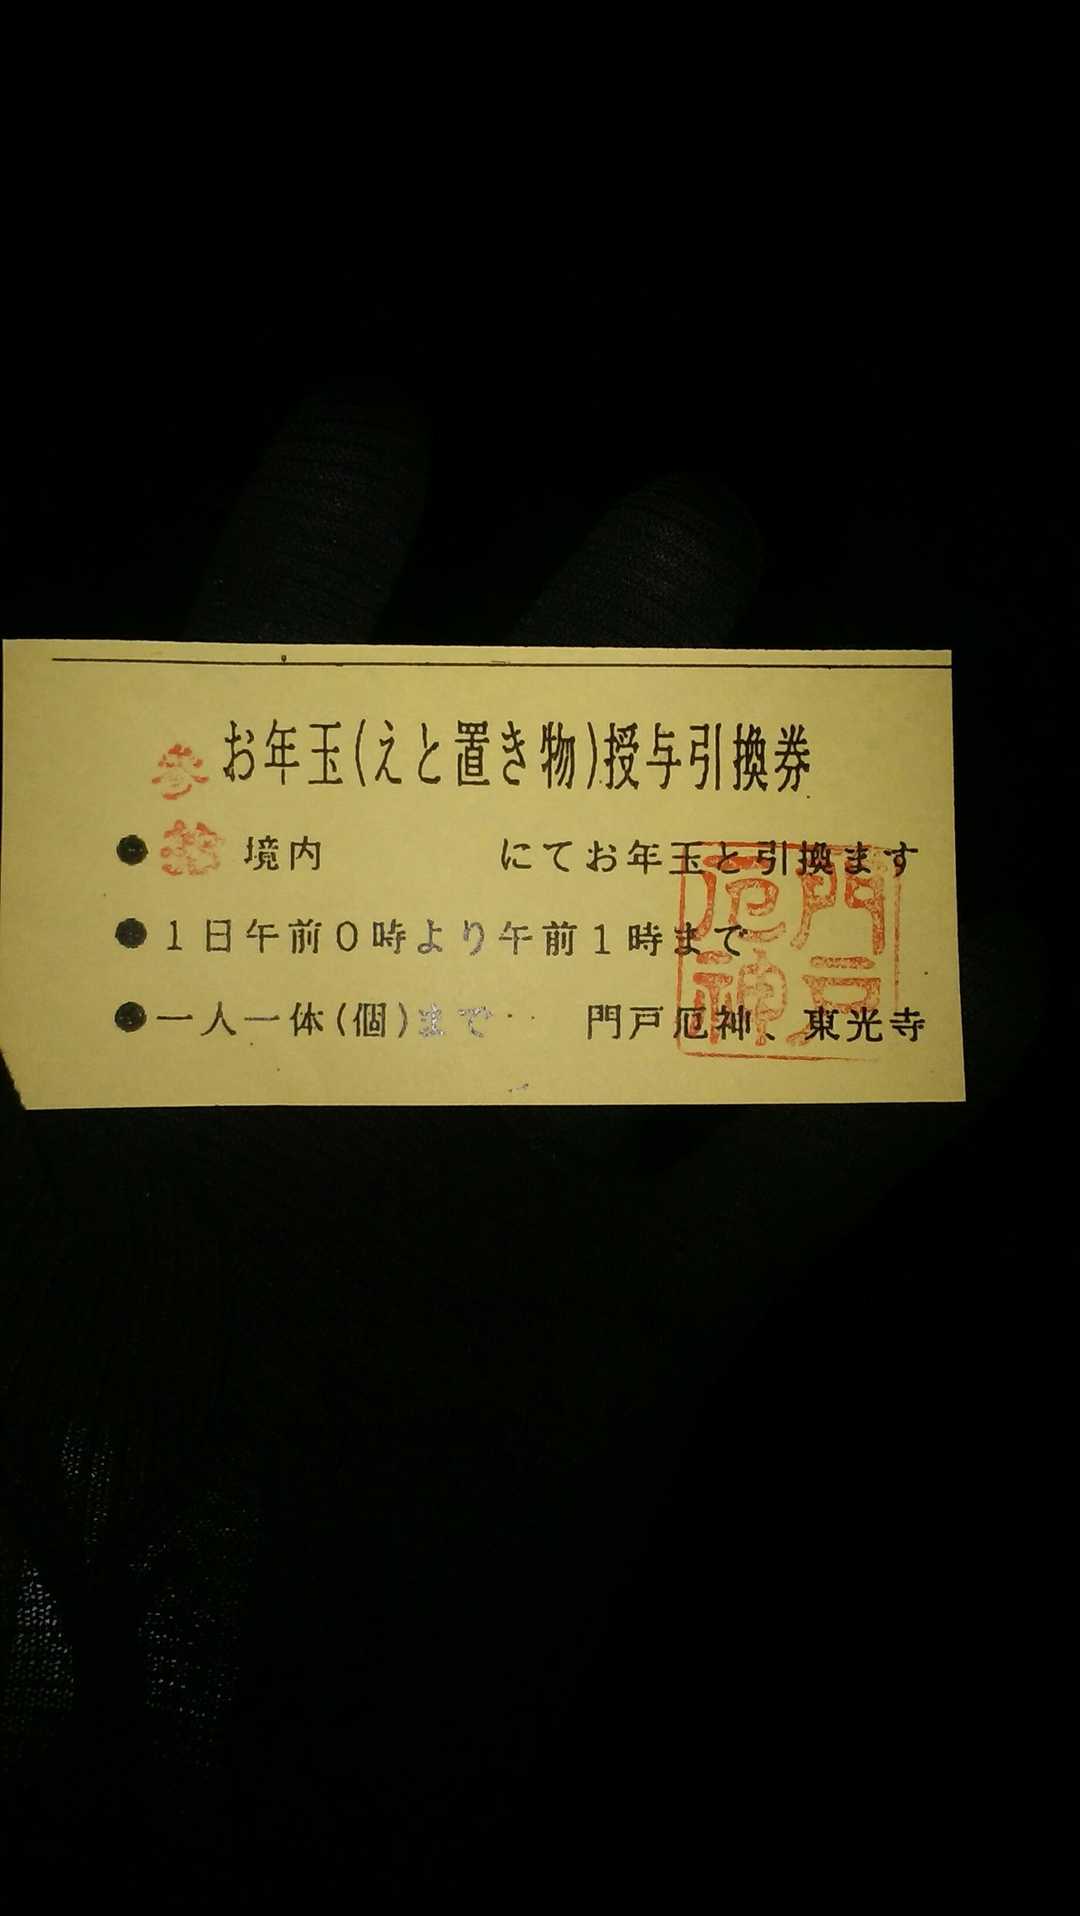 お年玉(えと置き物)授与引換券
参拾
●境内 にてお年玉と引換ます
●1日午前0時より午前1時まで
●一人一体(個)まで 門戸厄神、東光寺
門戸
厄神